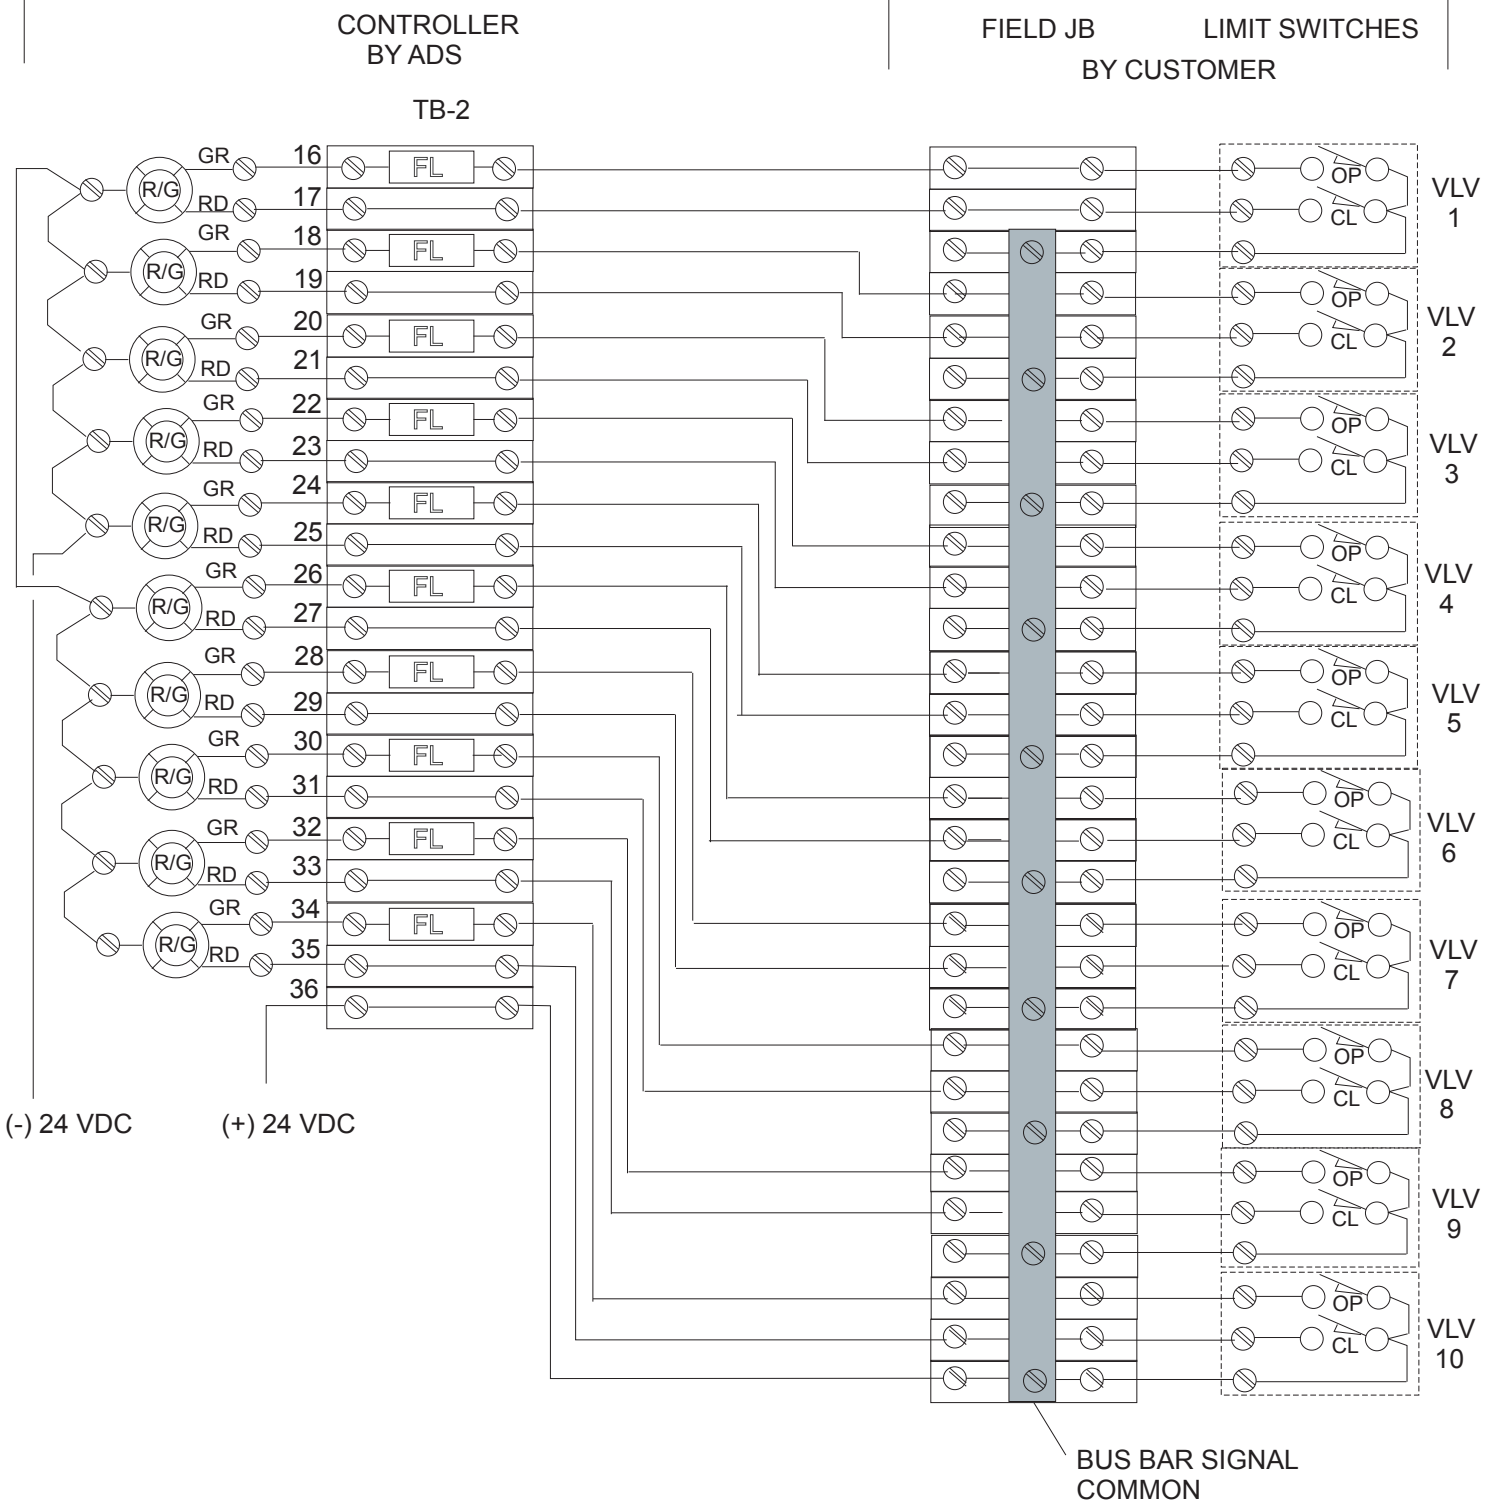 CONTROLLER
BY ADS
FIELD JB
LIMIT SWITCHES
BY CUSTOMER
TB-2
GR 16 FL OP
R/G VLV
RD 17 CL 1
GR 18 FL OP
R/G VLV
RD 19 CL 2
GR 20 FL OP
R/G VLV
RD 21 CL 3
GR 22 FL OP
R/G VLV
RD 23 CL 4
GR 24 FL OP
R/G VLV
RD 25 CL 5
GR 26 FL OP
R/G VLV
RD 27 CL 6
GR 28 FL OP
R/G VLV
RD 29 CL 7
GR 30 FL OP
R/G VLV
RD 31 CL 8
GR 32 FL OP
R/G VLV
RD 33 CL 9
GR 34 FL OP
R/G VLV
RD 35 CL 10
36
(-) 24 VDC
(+) 24 VDC
BUS BAR SIGNAL
COMMON